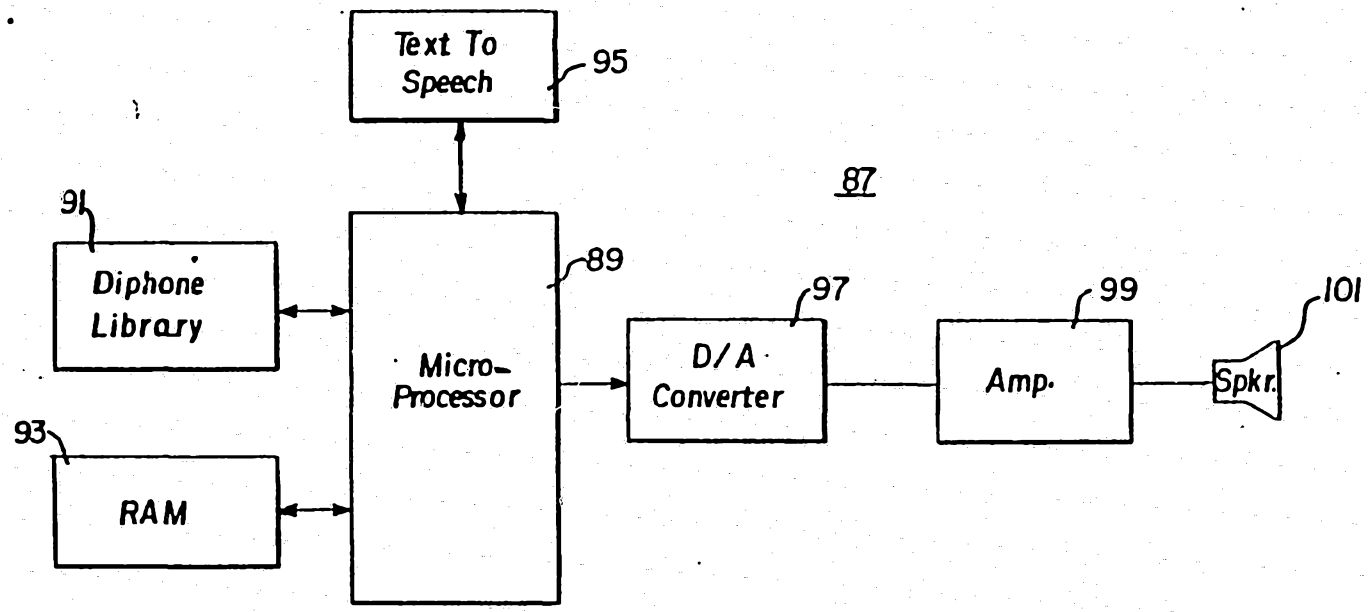 Text To
Speech
95
87
91
Diphone
Library
89
97
99
101
D/A
Converter
Amp.
Spkr.
Micro-
Processor
93
RAM